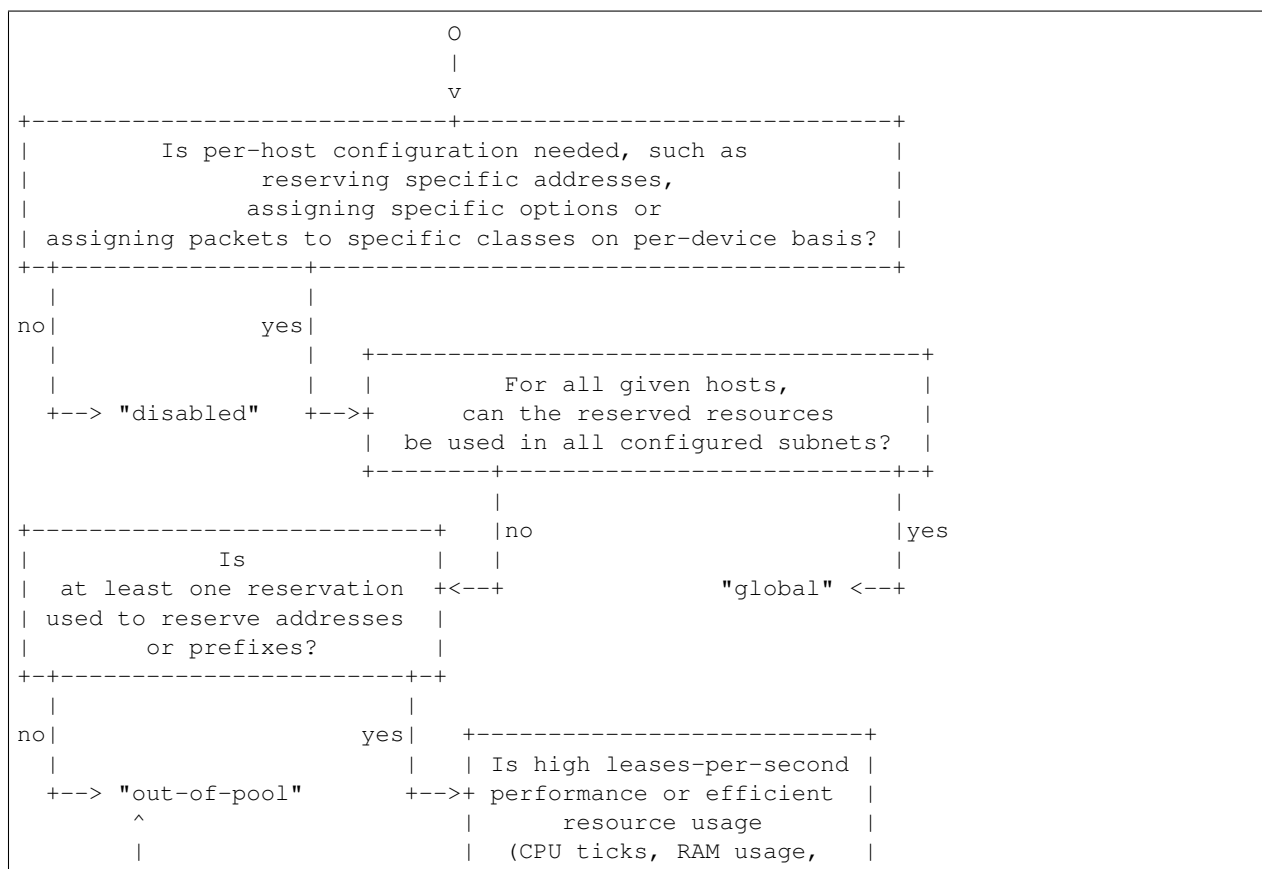 O
                              |
                              v
+-----------------------------+------------------------------+
|         Is per-host configuration needed, such as          |
|                reserving specific addresses,               |
|               assigning specific options or                |
| assigning packets to specific classes on per-device basis? |
+-+-----------------+----------------------------------------+
  |                 |
no|              yes|
  |                 |   +--------------------------------------+
  |                 |   |         For all given hosts,         |
  +--> "disabled"   +-->+      can the reserved resources      |
                        |  be used in all configured subnets?  |
                        +--------+---------------------------+-+
                                 |                           |
+----------------------------+   |no                         |yes
|             Is             |   |                           |
|  at least one reservation  +<--+               "global" <--+
| used to reserve addresses  |
|        or prefixes?        |
+-+------------------------+-+
  |                        |
no|                     yes|   +---------------------------+
  |                        |   | Is high leases-per-second |
  +--> "out-of-pool"       +-->+ performance or efficient  |
        ^                      |      resource usage       |
        |                      |  (CPU ticks, RAM usage,   |